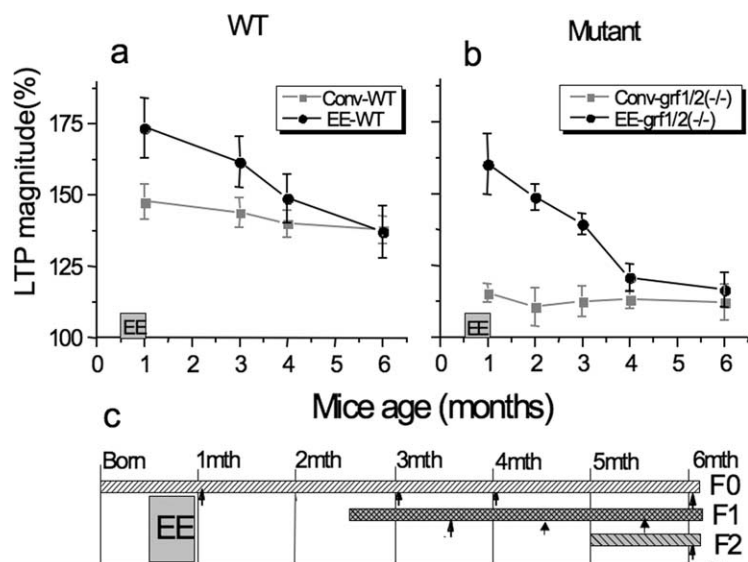 WT
Mutant
a
b
Conv-WT
EE-WT
Conv-grf1/2(-/-)
EE-grf1/2(-/-)
LTP magnitude(%)
175
150
125
100
EE
0 1 2 3 4 5 6
EE
0 1 2 3 4 5 6
Mice age (months)
c
Born 1mth 2mth 3mth 4mth 5mth 6mth
F0
EE
F1
F2